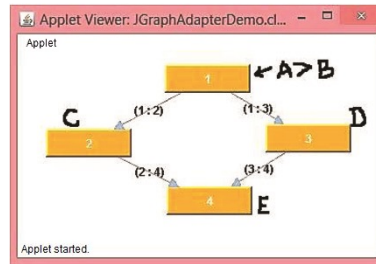 Applet Viewer: JGraphAdapterDemo.cl...
Applet
1
A>B
(1:2)
(1:3)
C
D
2
3
(2:4)
(3:4)
4
E
Applet started.